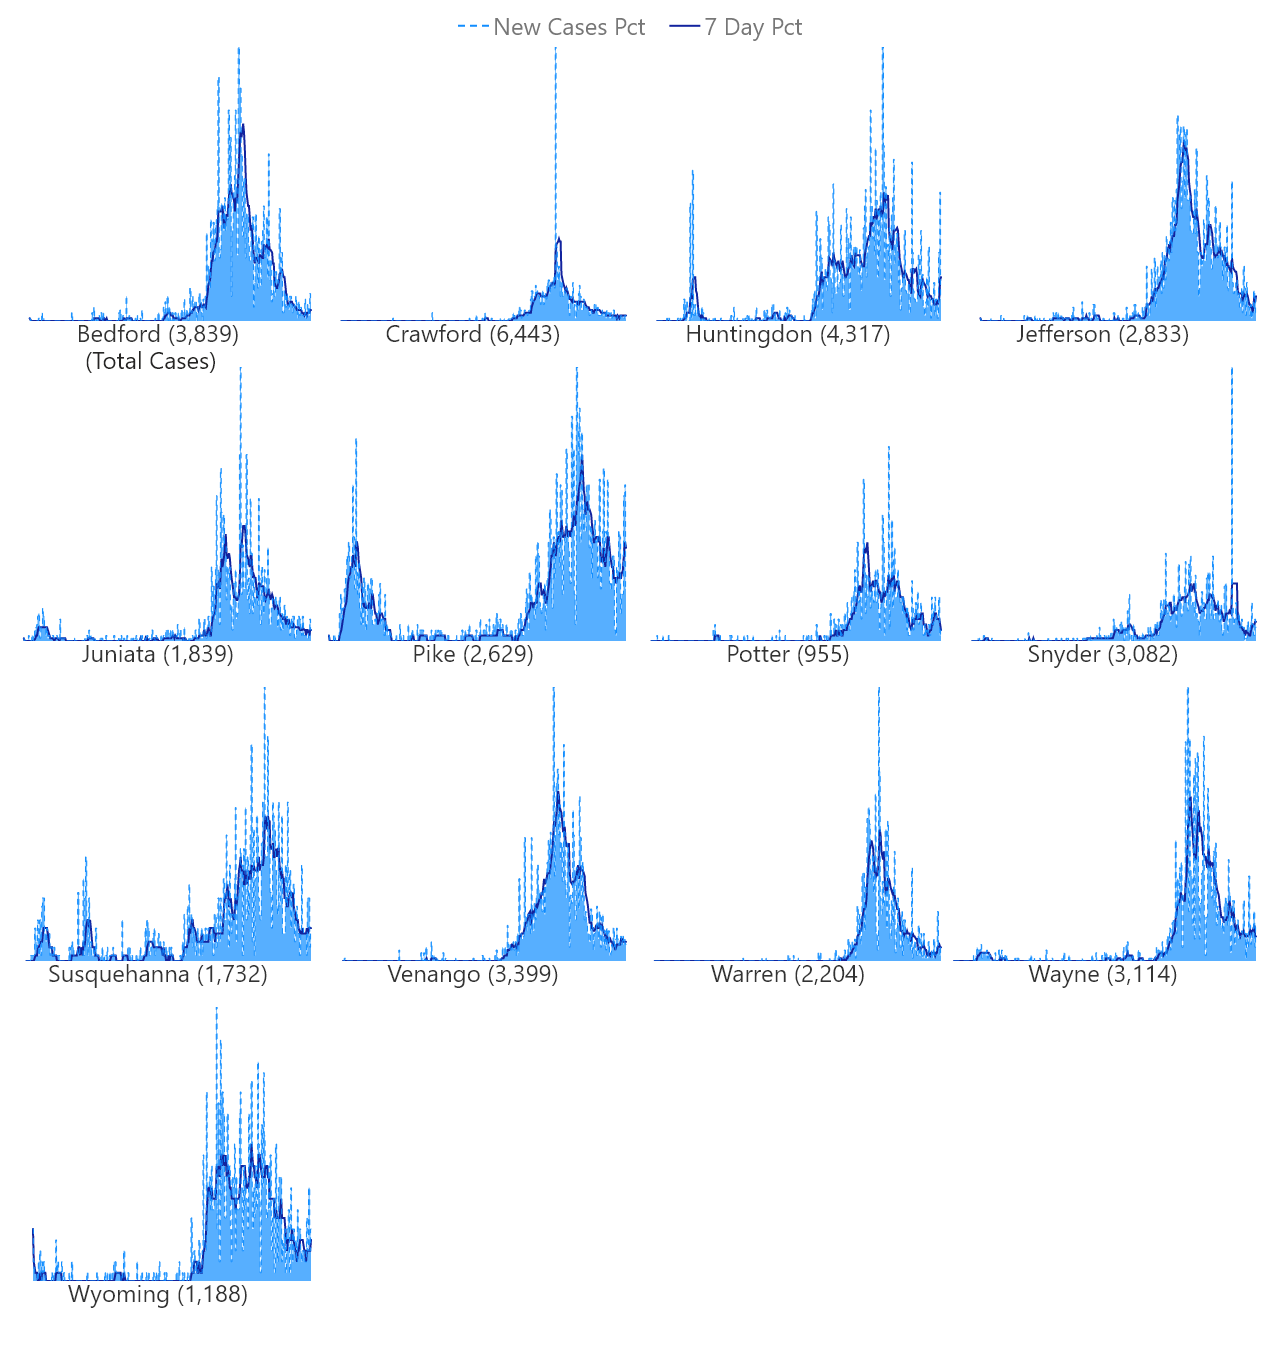 New Cases Pct 7 Day Pct
Bedford (3,839) Crawford (6,443) Huntingdon (4,317) Jefferson (2,833)
(Total Cases)
Juniata (1,839) Pike (2,629) Potter (955) Snyder (3,082)
Susquehanna (1,732) Venango (3,399) Warren (2,204) Wayne (3,114)
Wyoming (1,188)